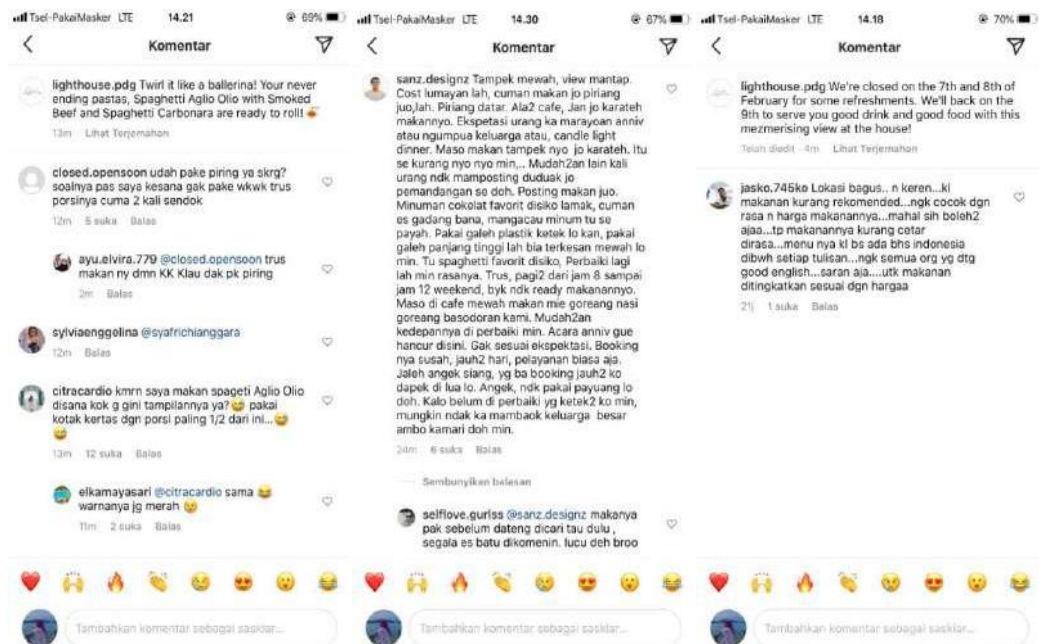 Tsel-PakaiMasker LTE 14.21 69%
Komentar
lighthouse.pdg Twirl it like a ballerina! Your never
ending pastas, Spaghetti Aglio Olio with Smoked
Beef and Spaghetti Carbonara are ready to roll! 🍝
13m Lihat Terjemahan
closed.opensoon udah pake piring ya skrg?
soalnya pas saya kesana gak pake wkwk trus
porsinya cuma 2 kali sendok
12m 5 suka Balas
ayu.elvira.779 @closed.opensoon trus
makan ny dmn KK Klau dak pk piring
2m Balas
sylviaenggelina @syafrichianggara
12m Balas
citracardio kmrn saya makan spageti Aglio Olio
disana kok g gini tampilannya ya?😅 pakai
kotak kertas dgn porsi paling 1/2 dari ini...😅
😅
13m 12 suka Balas
elkamayasari @citracardio sama 😂
warnanya jg merah 😢
11m 2 suka Balas
❤️ 🙌 🔥 👏 😢 😍 😮 😂
Tambahkan komentar sebagai sasklar...
Tsel-PakaiMasker LTE 14.30 67%
Komentar
sanz.designz Tampek mewah, view mantap.
Cost lumayan lah, cuman makan jo piriang
juo,lah. Piriang datar. Ala2 cafe, Jan jo karateh
makannyo. Ekspetasi urang ka marayoan anniv
atau ngumpua keluarga atau, candle light
dinner. Maso makan tampek nyo jo karateh. Itu
se kurang nyo nyo min,.. Mudah2an lain kali
urang ndk mamposting duduak jo
pemandangan se doh. Posting makan juo.
Minuman cokelat favorit disiko lamak, cuman
es gadang bana, mangacau minum tu se
payah. Pakai galeh plastik ketek lo kan, pakai
galeh panjang tinggi lah bia terkesan mewah lo
min. Tu spaghetti favorit disiko, Perbaiki lagi
lah min rasanya. Trus, pagi2 dari jam 8 sampai
jam 12 weekend, byk ndk ready makanannyo.
Maso di cafe mewah makan mie goreang nasi
goreang basodoran kami. Mudah2an
kedepannya di perbaiki min. Acara anniv gue
hancur disini. Gak sesuai ekspektasi. Booking
nya susah, jauh2 hari, pelayanan biasa aja.
Jaleh angek siang, yg ba booking jauh2 ko
dapek di lua lo. Angek, ndk pakai payuang lo
doh. Kalo belum di perbaiki yg ketek2 ko min,
mungkin ndak ka mambaok keluarga besar
ambo kamari doh min.
24m 6 suka Balas
Sembunyikan balasan
selflove.guriss @sanz.designz makanya
pak sebelum dateng dicari tau dulu ,
segala es batu dikomenin. lucu deh broo
❤️ 🙌 🔥 👏 😢 😍 😮 😂
Tambahkan komentar sebagai sasklar...
Tsel-PakaiMasker LTE 14.18 70%
Komentar
lighthouse.pdg We're closed on the 7th and 8th of
February for some refreshments. We'll back on the
9th to serve you good drink and good food with this
mezmerising view at the house!
Telah diedit · 4m Lihat Terjemahan
jasko.745ko Lokasi bagus.. n keren...kl
makanan kurang rekomended...ngk cocok dgn
rasa n harga makanannya...mahal sih boleh2
ajaa...tp makanannya kurang cetar
dirasa...menu nya kl bs ada bhs indonesia
dibwh setiap tulisan...ngk semua org yg dtg
good english...saran aja....utk makanan
ditingkatkan sesuai dgn hargaa
21j 1 suka Balas
❤️ 🙌 🔥 👏 😢 😍 😮 😂
Tambahkan komentar sebagai sasklar...